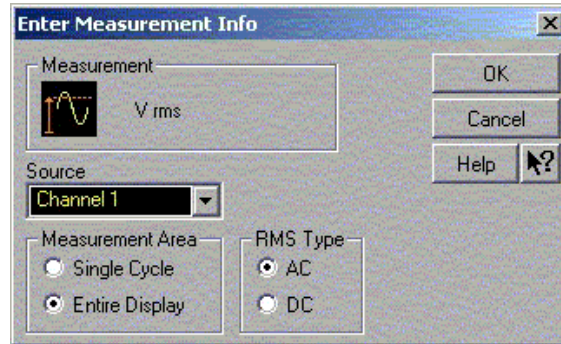 Enter Measurement Info
Measurement
V rms
OK
Cancel
Help
Source
Channel 1
Measurement Area
Single Cycle
Entire Display
RMS Type
AC
DC